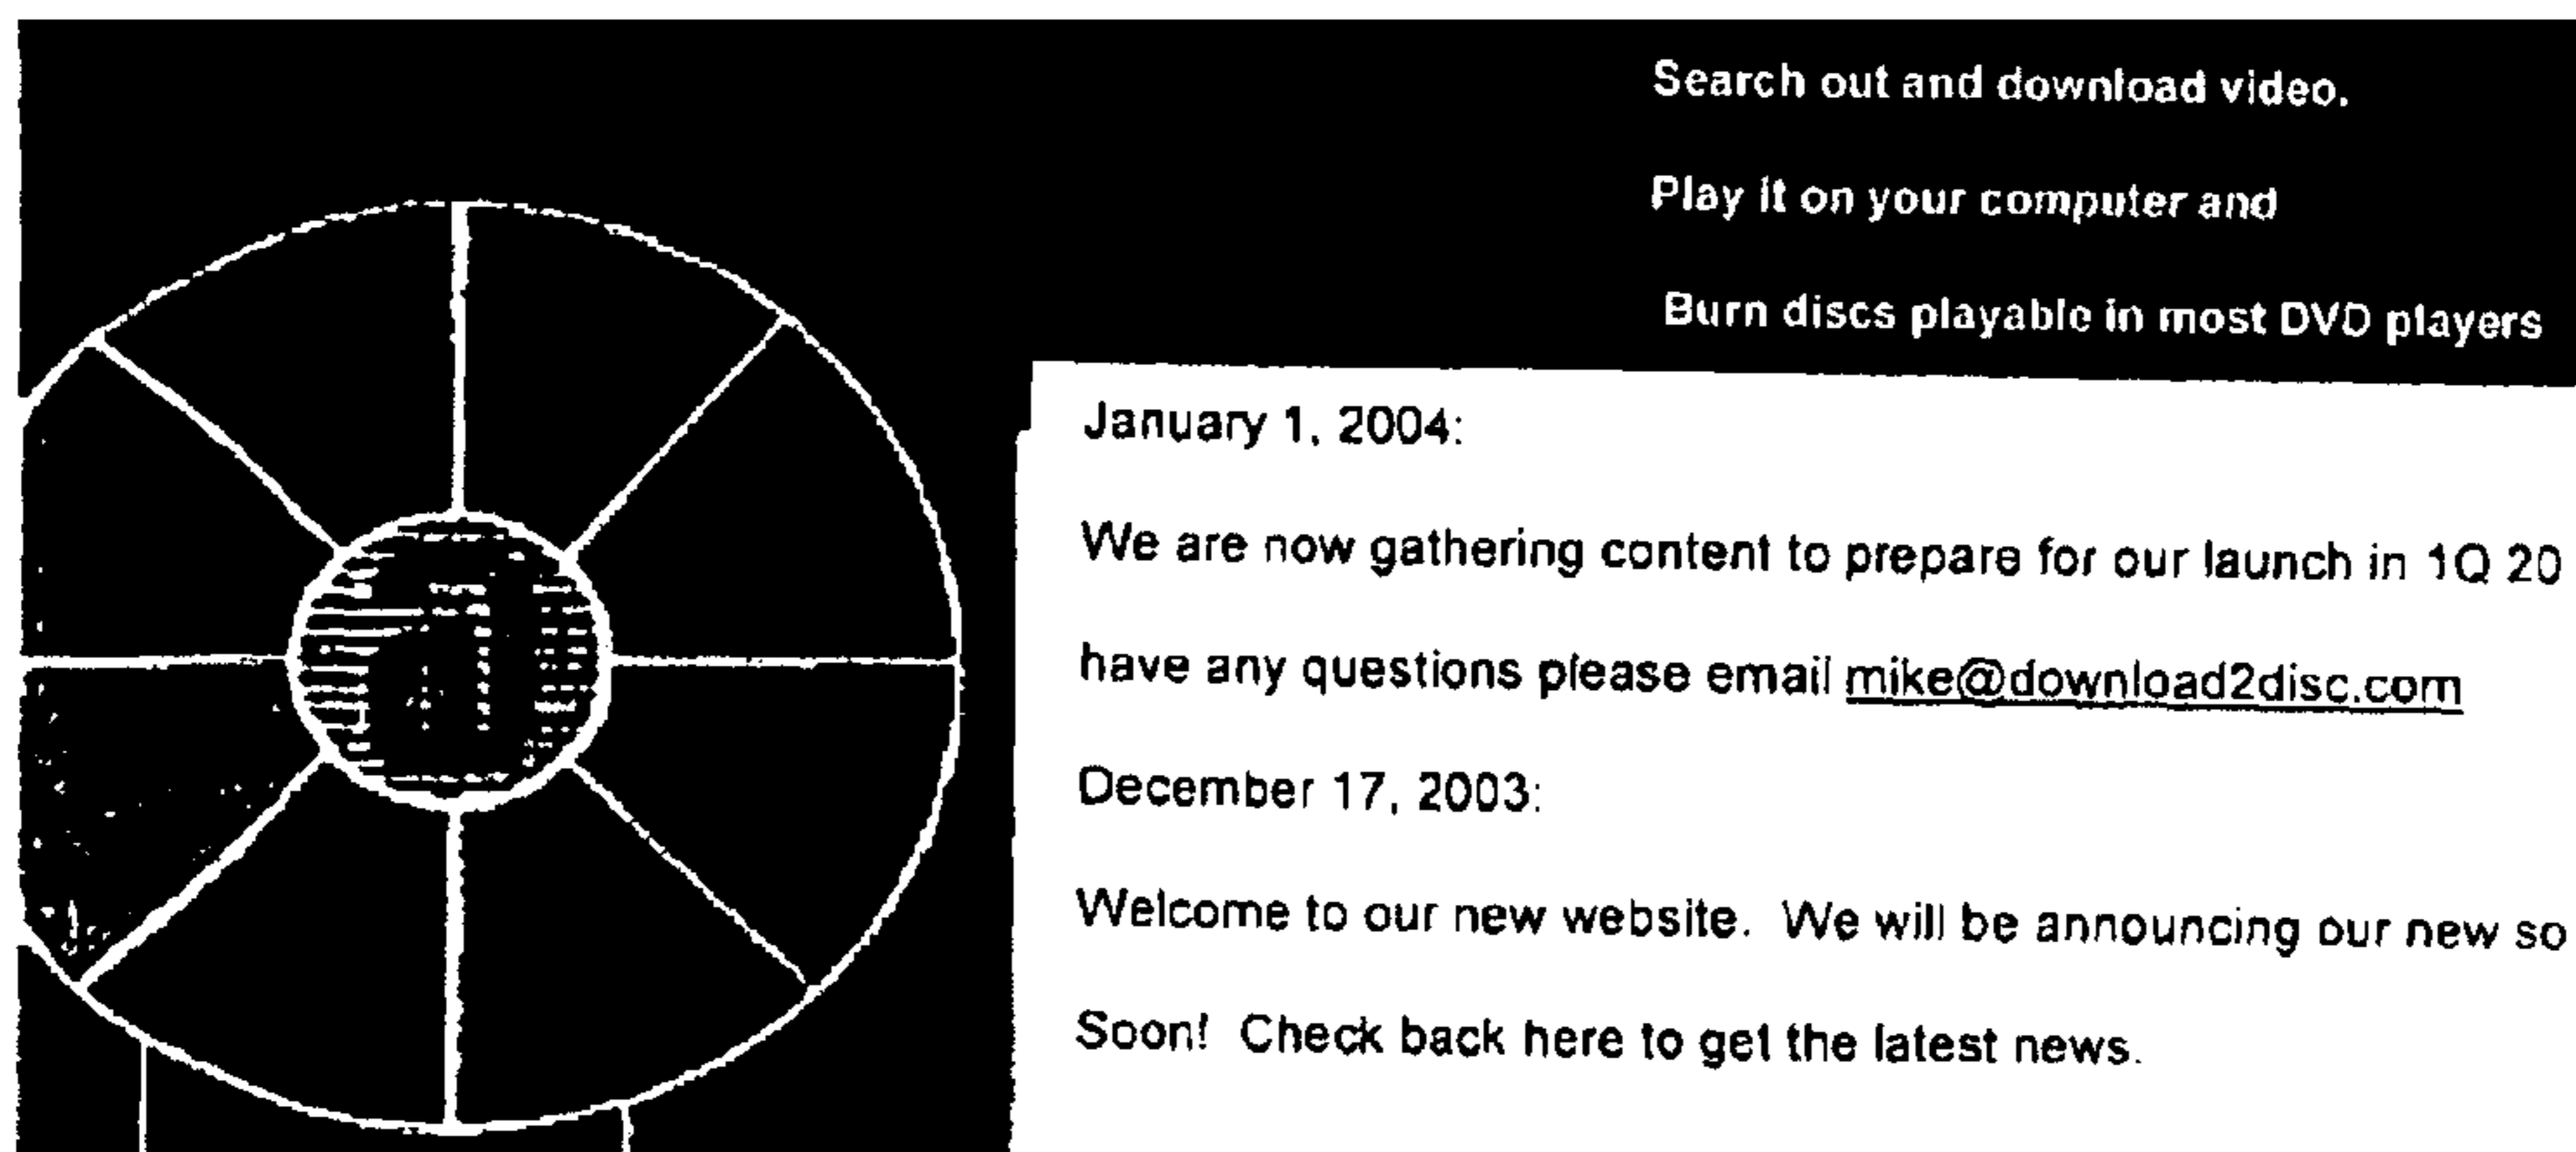 Search out and download video.
Play it on your computer and
Burn discs playable in most DVD players
January 1, 2004:
We are now gathering content to prepare for our launch in 1Q 20
have any questions please email mike@download2disc.com
December 17, 2003:
Welcome to our new website.  We will be announcing our new so
Soon!  Check back here to get the latest news.